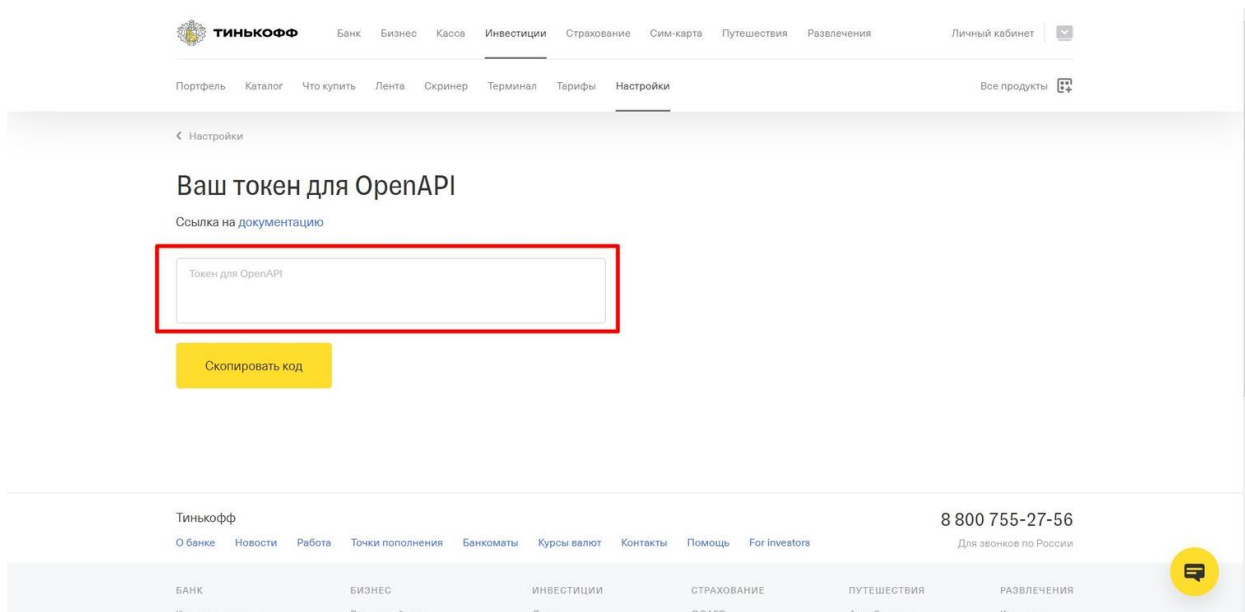 ТИНЬКОФФ Банк Бизнес Касса Инвестиции Страхование Сим-карта Путешествия Развлечения Личный кабинет
Портфель Каталог Что купить Лента Скринер Терминал Тарифы Настройки Все продукты
Настройки
Ваш токен для OpenAPI
Ссылка на документацию
Токен для OpenAPI
Скопировать код
Тинькофф 8 800 755-27-56
О банке Новости Работа Точки пополнения Банкоматы Курсы валют Контакты Помощь For investors Для звонков по России
БАНК БИЗНЕС ИНВЕСТИЦИИ СТРАХОВАНИЕ ПУТЕШЕСТВИЯ РАЗВЛЕЧЕНИЯ